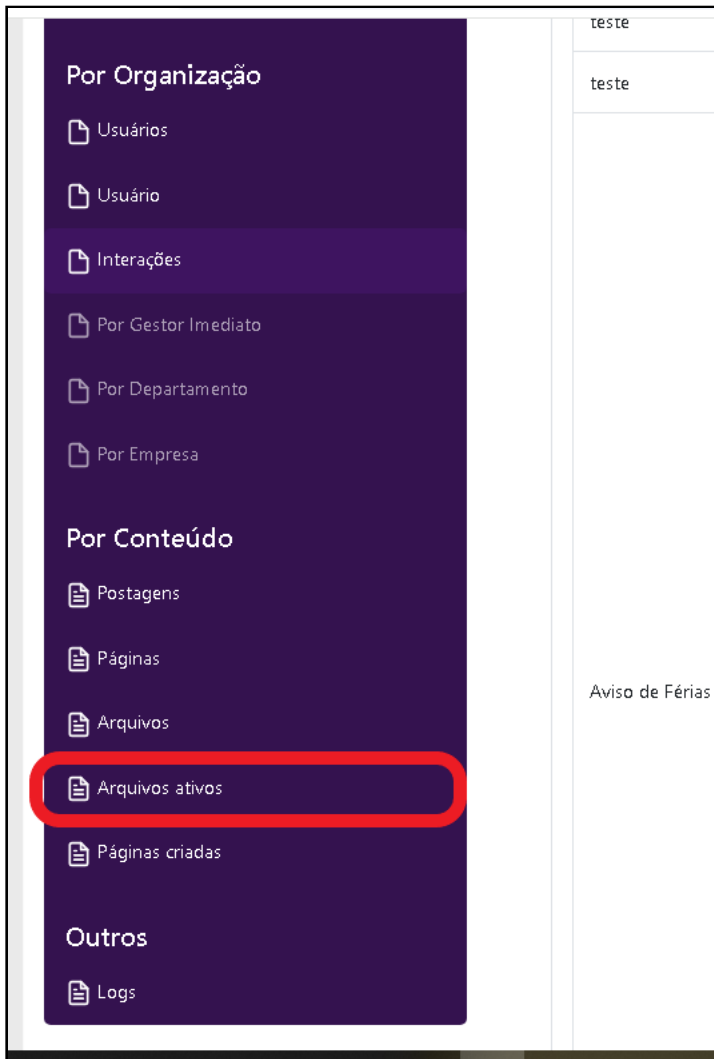 teste
Por Organização
teste
Usuários
Usuário
Interações
Por Gestor Imediato
Por Departamento
Por Empresa
Por Conteúdo
Postagens
Páginas
Aviso de Férias
Arquivos
Arquivos ativos
Páginas criadas
Outros
Logs